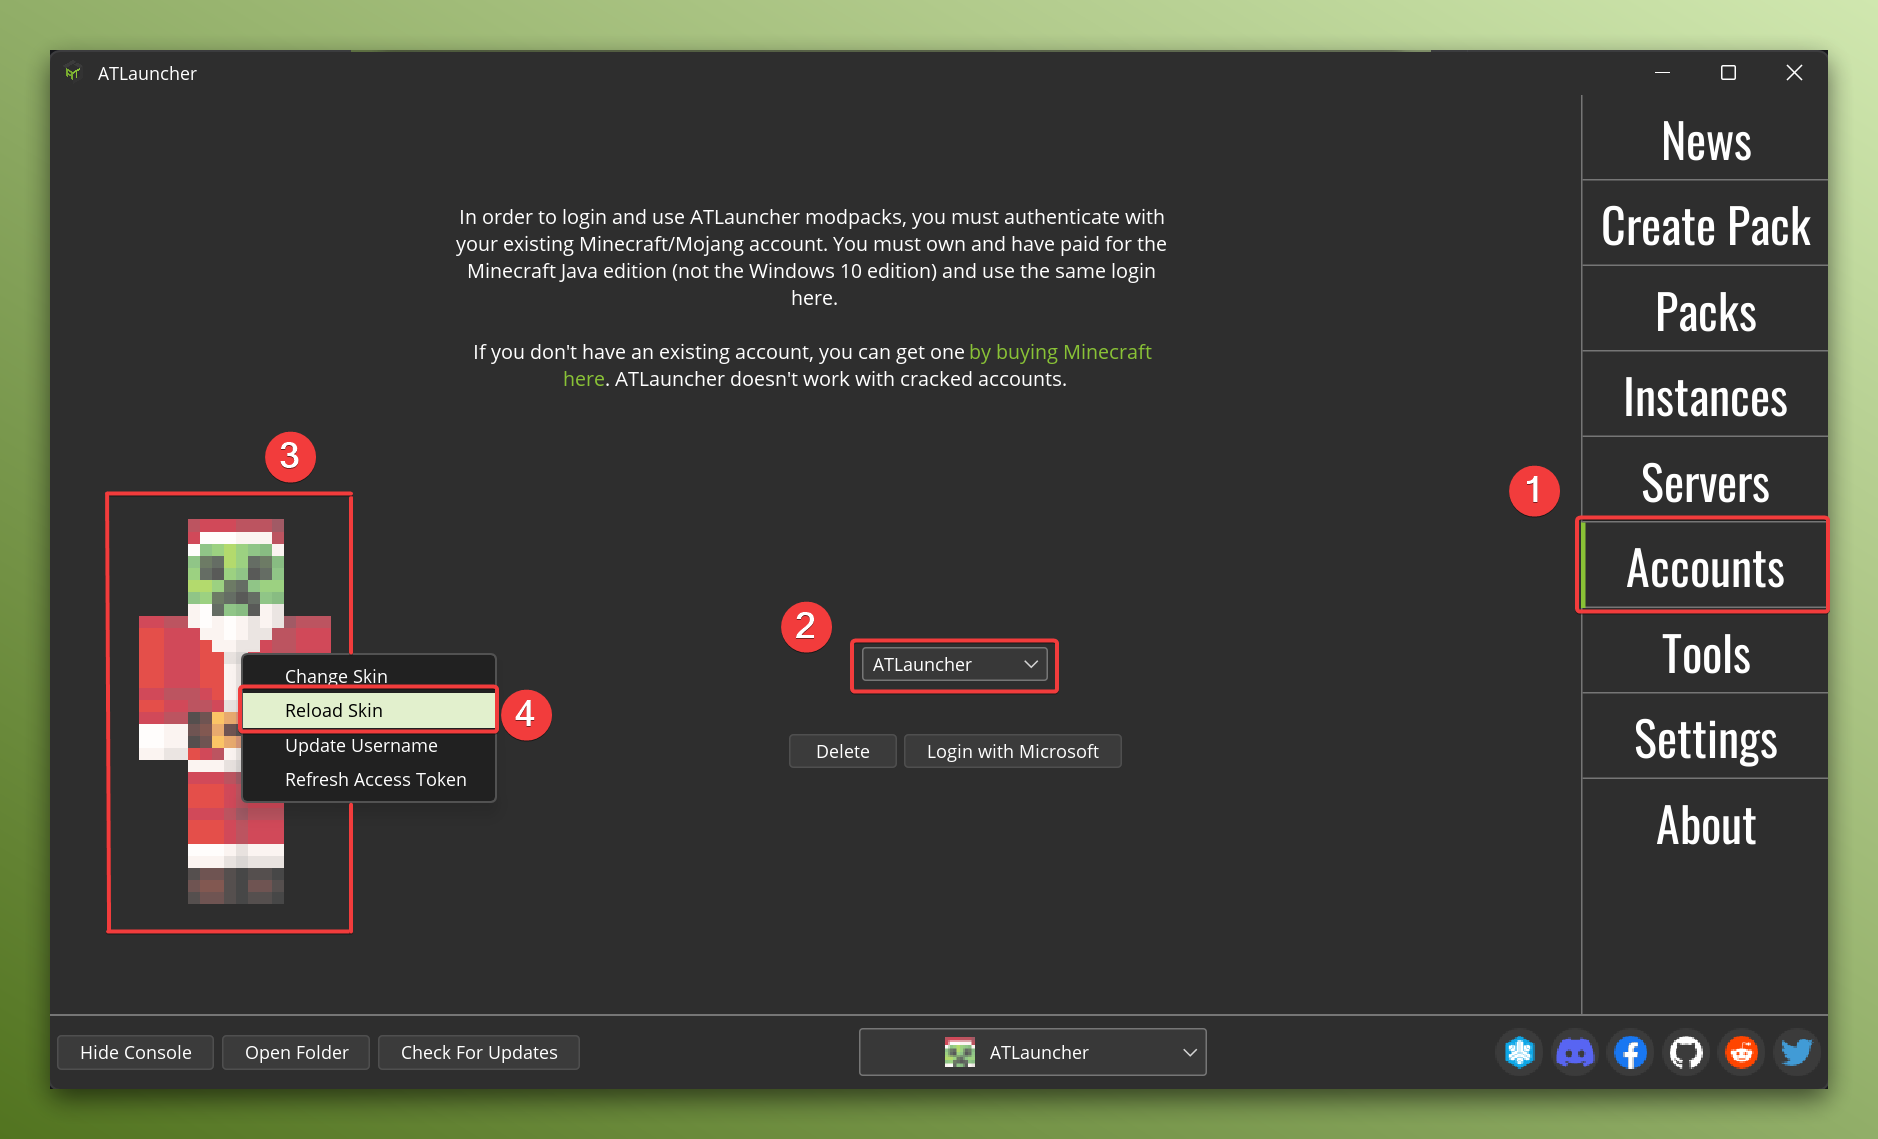 ATLauncher
News
Create Pack
Packs
Instances
Servers
Accounts
Tools
Settings
About
In order to login and use ATLauncher modpacks, you must authenticate with
your existing Minecraft/Mojang account. You must own and have paid for the
Minecraft Java edition (not the Windows 10 edition) and use the same login
here.
If you don't have an existing account, you can get one by buying Minecraft
here. ATLauncher doesn't work with cracked accounts.
3
1
2
ATLauncher
Change Skin
Reload Skin
4
Update Username
Refresh Access Token
Delete
Login with Microsoft
Hide Console
Open Folder
Check For Updates
ATLauncher